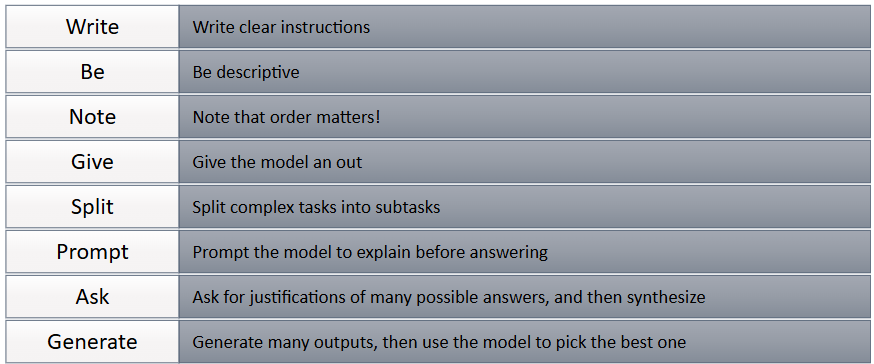 Write
Write clear instructions
Be
Be descriptive
Note
Note that order matters!
Give
Give the model an out
Split
Split complex tasks into subtasks
Prompt
Prompt the model to explain before answering
Ask
Ask for justifications of many possible answers, and then synthesize
Generate
Generate many outputs, then use the model to pick the best one